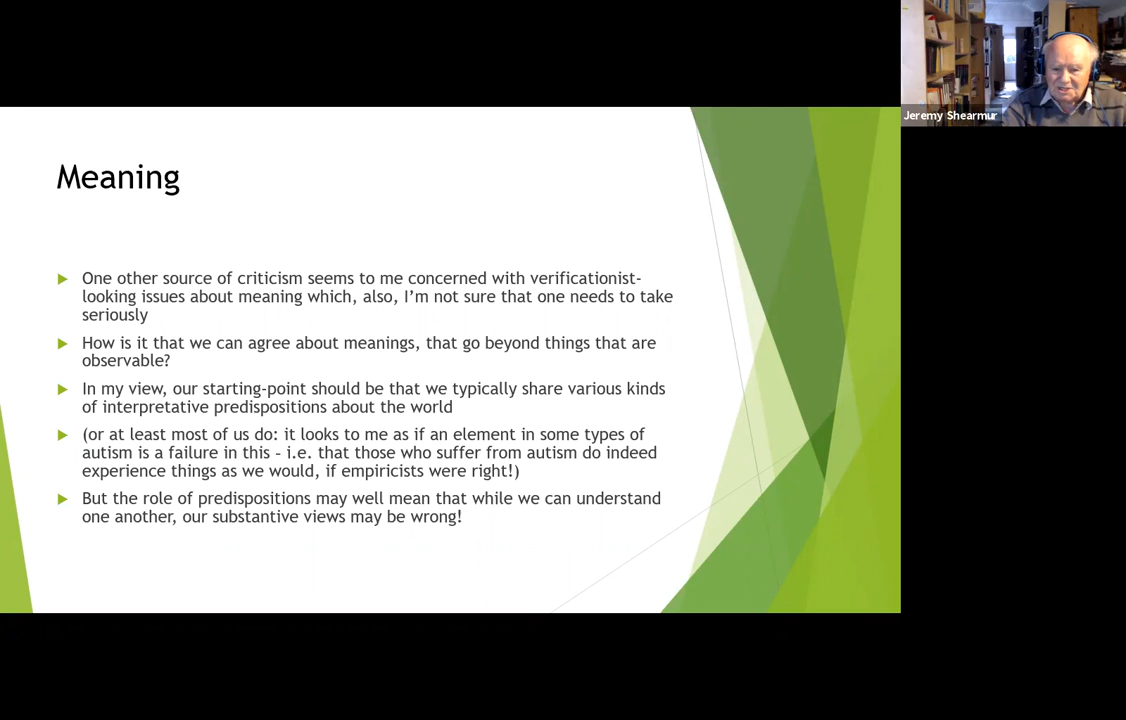 Jeremy Shearmur
Meaning
One other source of criticism seems to me concerned with verificationist-
looking issues about meaning which, also, I’m not sure that one needs to take
seriously
How is it that we can agree about meanings, that go beyond things that are
observable?
In my view, our starting-point should be that we typically share various kinds
of interpretative predispositions about the world
(or at least most of us do: it looks to me as if an element in some types of
autism is a failure in this – i.e. that those who suffer from autism do indeed
experience things as we would, if empiricists were right!)
But the role of predispositions may well mean that while we can understand
one another, our substantive views may be wrong!